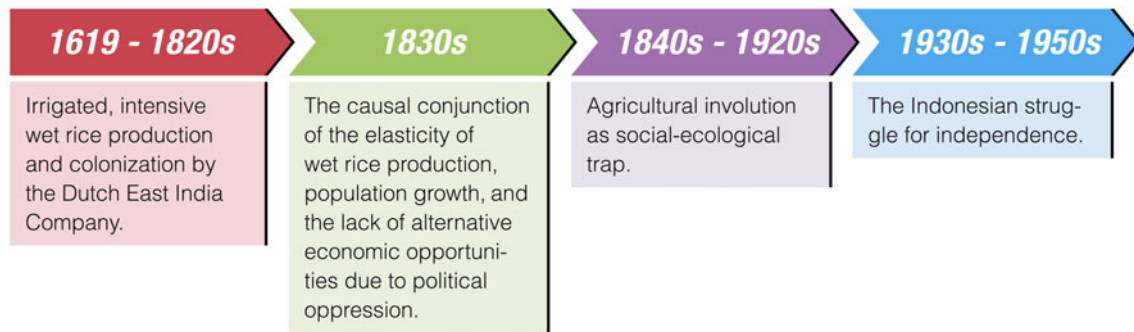 1619 - 1820s
Irrigated, intensive
wet rice production
and colonization by
the Dutch East India
Company.
1830s
The causal conjunction
of the elasticity of
wet rice production,
population growth, and
the lack of alternative
economic opportuni-
ties due to political
oppression.
1840s - 1920s
Agricultural involution
as social-ecological
trap.
1930s - 1950s
The Indonesian strug-
gle for independence.